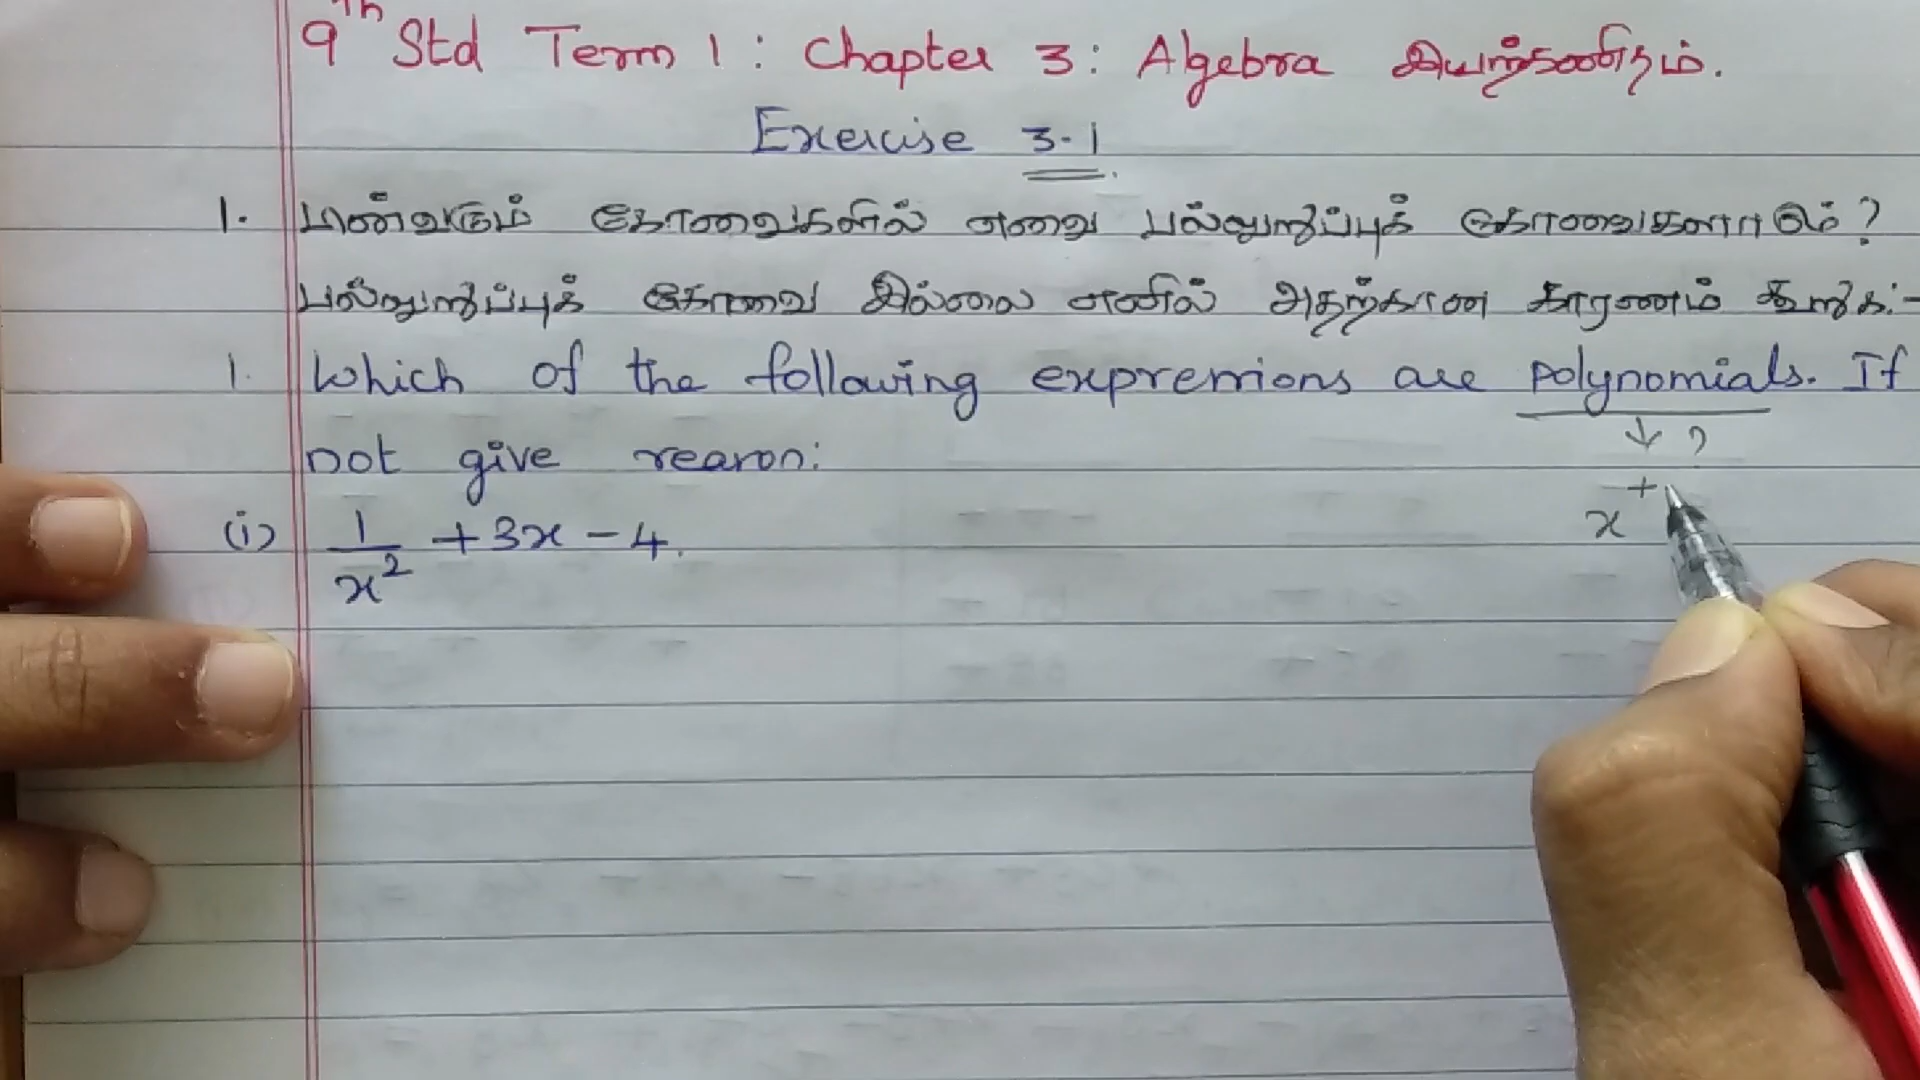 9th Std Term 1 : Chapter 3 : Algebra இயற்கணிதம்.
Exercise 3.1
1. பின்வரும் கோவைகளில் எவை பல்லுறுப்புக் கோவைகளாகும்?
பல்லுறுப்புக் கோவை இல்லை எனில் அதற்கான காரணம் கூறுக:-
1. Which of the following expressions are polynomials. If
↓ ?
not give reason:
x⁺
(i) 1/x² + 3x - 4.